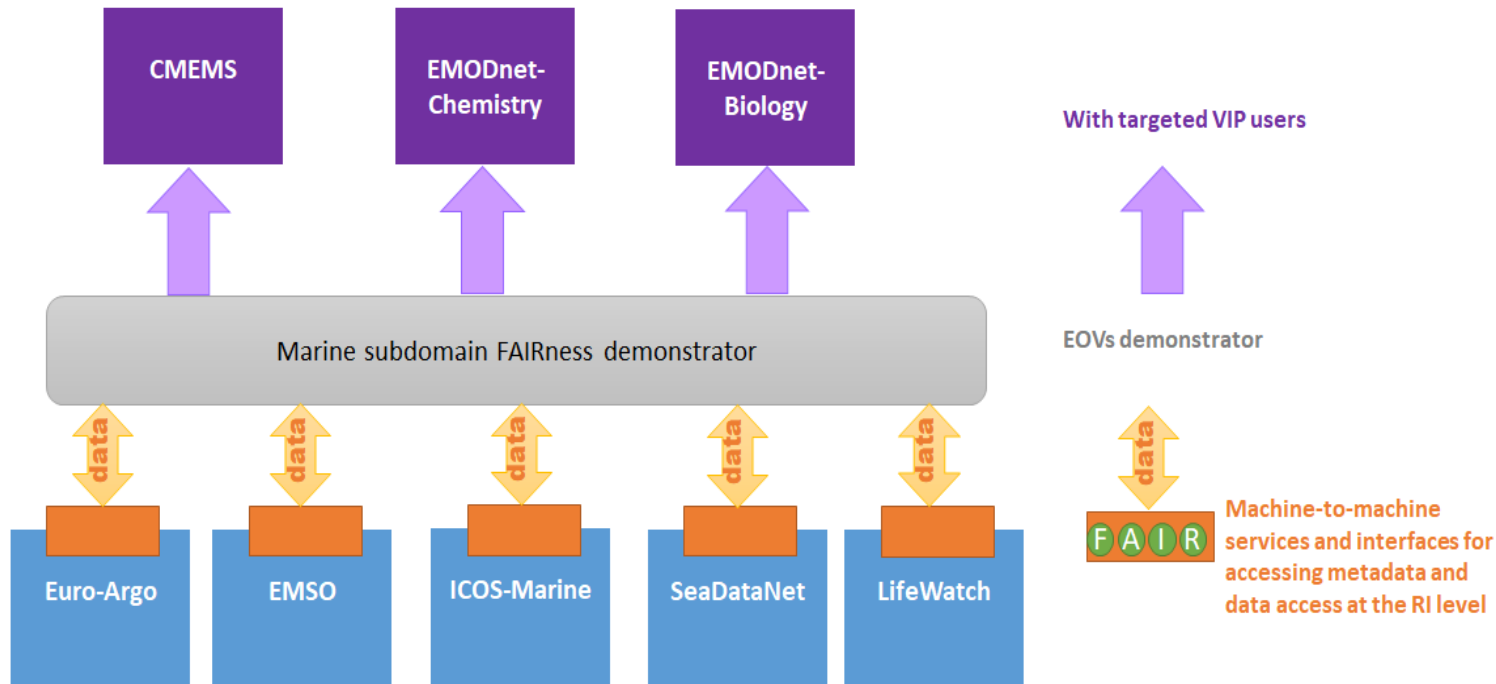 CMEMS
EMODnet-
Chemistry
EMODnet-
Biology
With targeted VIP users
Marine subdomain FAIRness demonstrator
EOVs demonstrator
data
data
data
data
data
data
Euro-Argo
EMSO
ICOS-Marine
SeaDataNet
LifeWatch
F A I R
Machine-to-machine
services and interfaces for
accessing metadata and
data access at the RI level